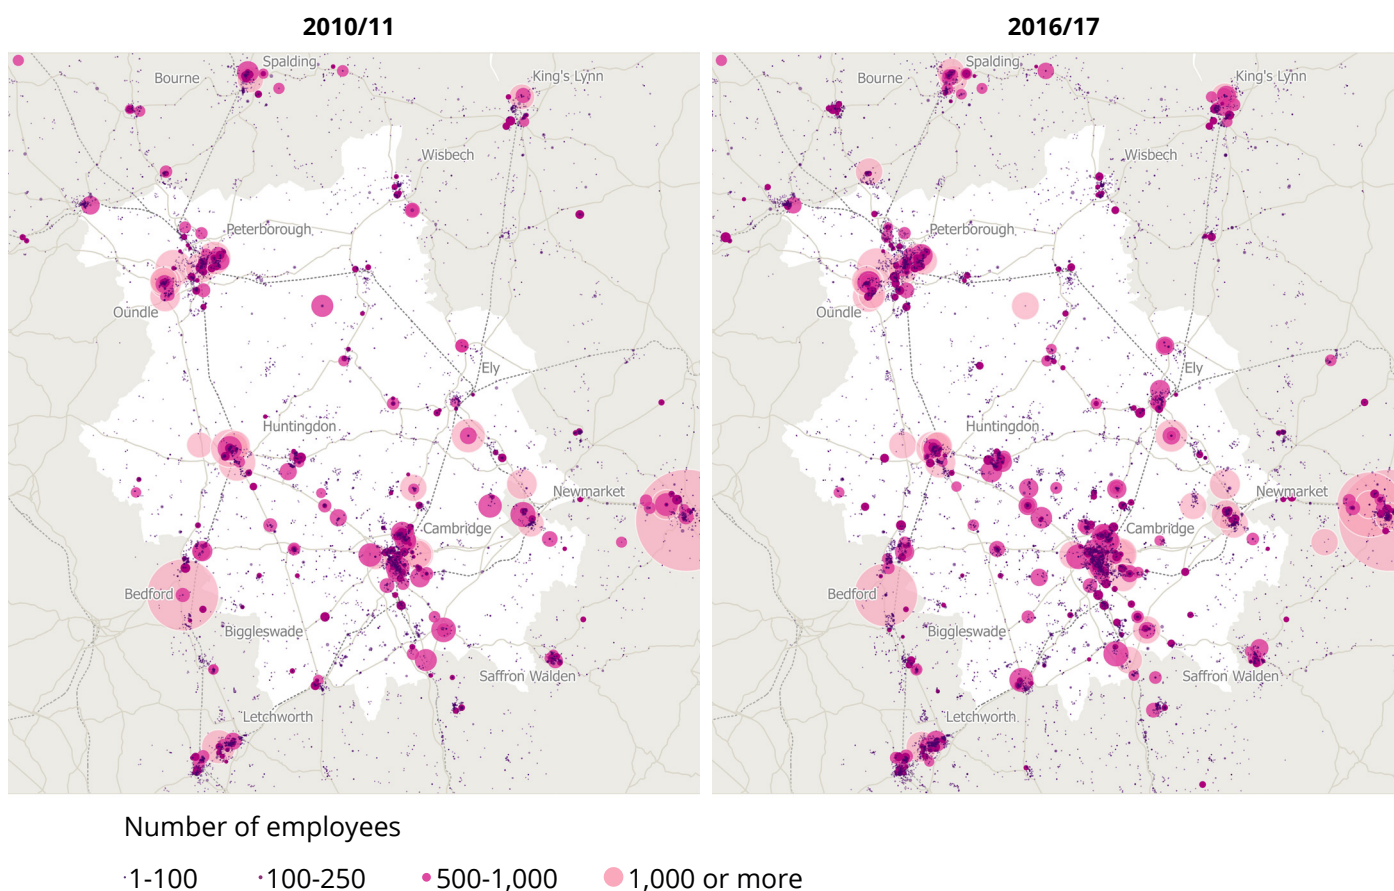 2010/11
2016/17
Spalding
Bourne
King's Lynn
Wisbech
Peterborough
Oundle
Ely
Huntingdon
Newmarket
Cambridge
Bedford
Biggleswade
Saffron Walden
Letchworth
Spalding
Bourne
King's Lynn
Wisbech
Peterborough
Oundle
Ely
Huntingdon
Newmarket
Cambridge
Bedford
Biggleswade
Saffron Walden
Letchworth
Number of employees
1-100 100-250 500-1,000 1,000 or more